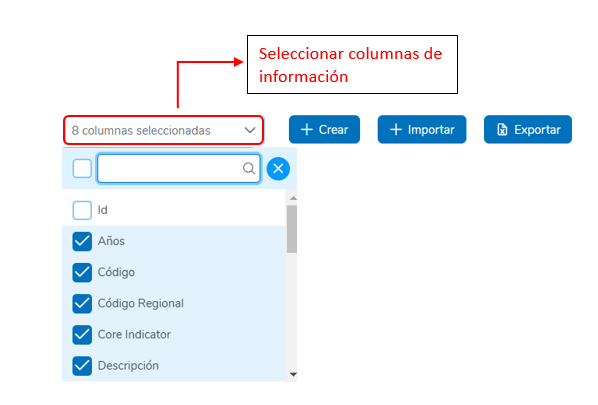 Seleccionar columnas de
información
8 columnas seleccionadas
Crear
Importar
Exportar
Id
Años
Código
Código Regional
Core Indicator
Descripción